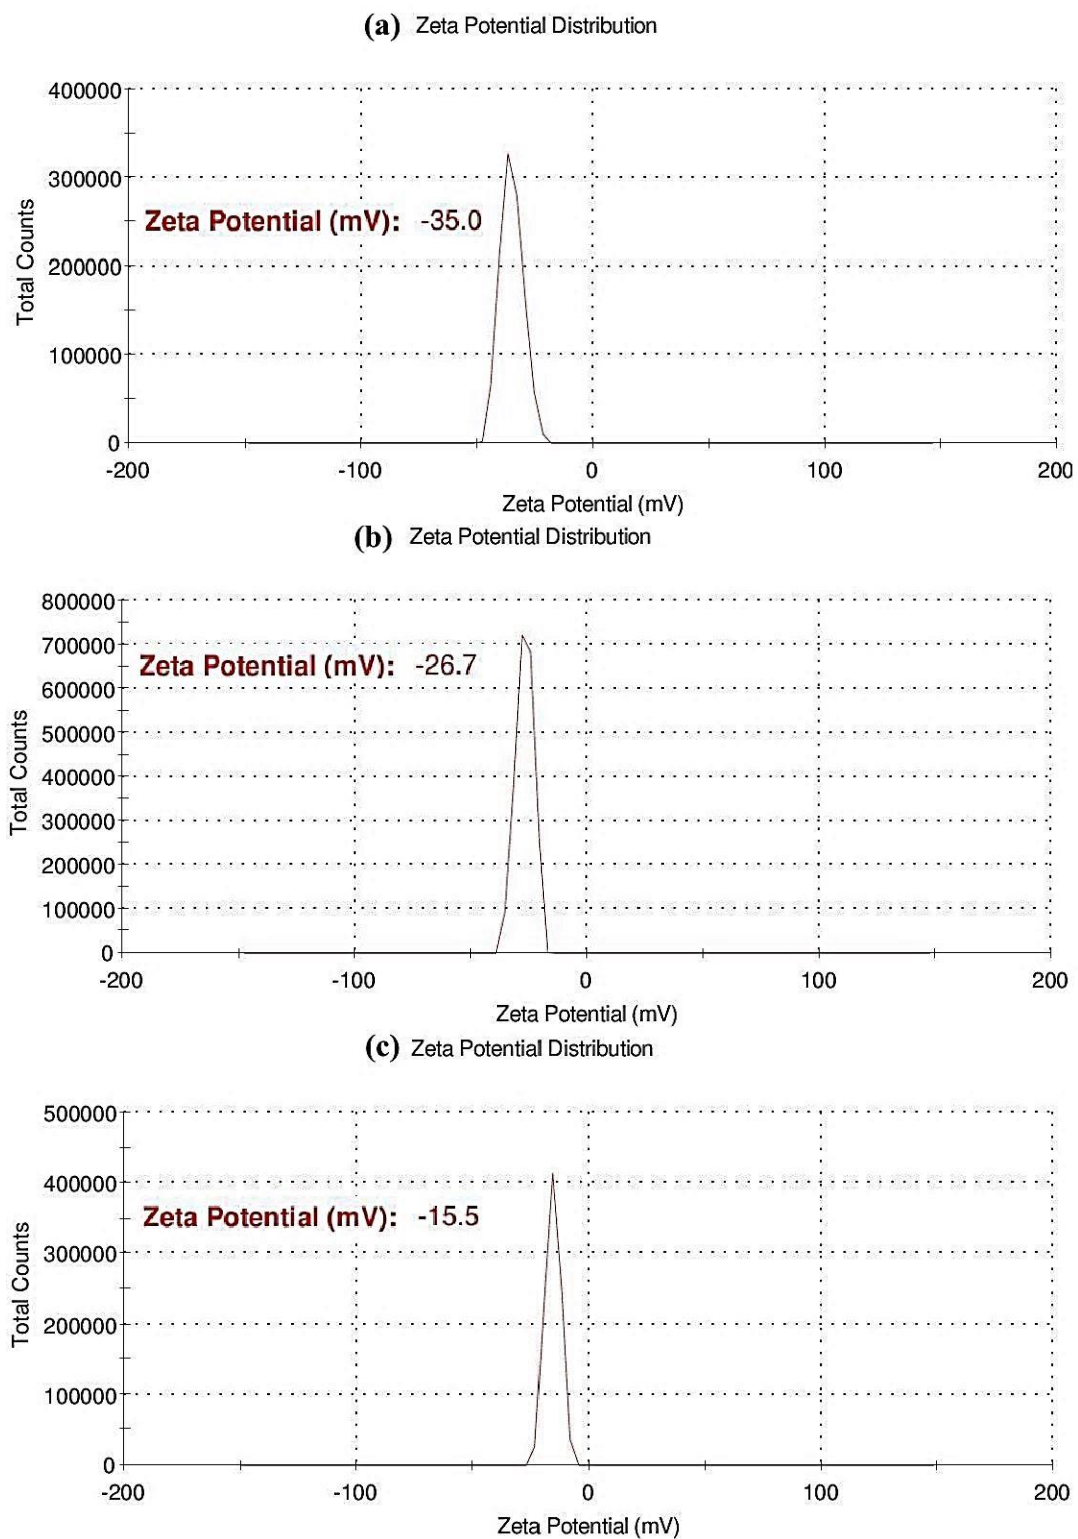 (a) Zeta Potential Distribution
400000
300000
Zeta Potential (mV): -35.0
200000
100000
0
Total Counts
-200 -100 0 100 200
Zeta Potential (mV)
(b) Zeta Potential Distribution
800000
700000
Zeta Potential (mV): -26.7
600000
500000
400000
300000
200000
100000
0
Total Counts
-200 -100 0 100 200
Zeta Potential (mV)
(c) Zeta Potential Distribution
500000
400000
Zeta Potential (mV): -15.5
300000
200000
100000
0
Total Counts
-200 -100 0 100 200
Zeta Potential (mV)